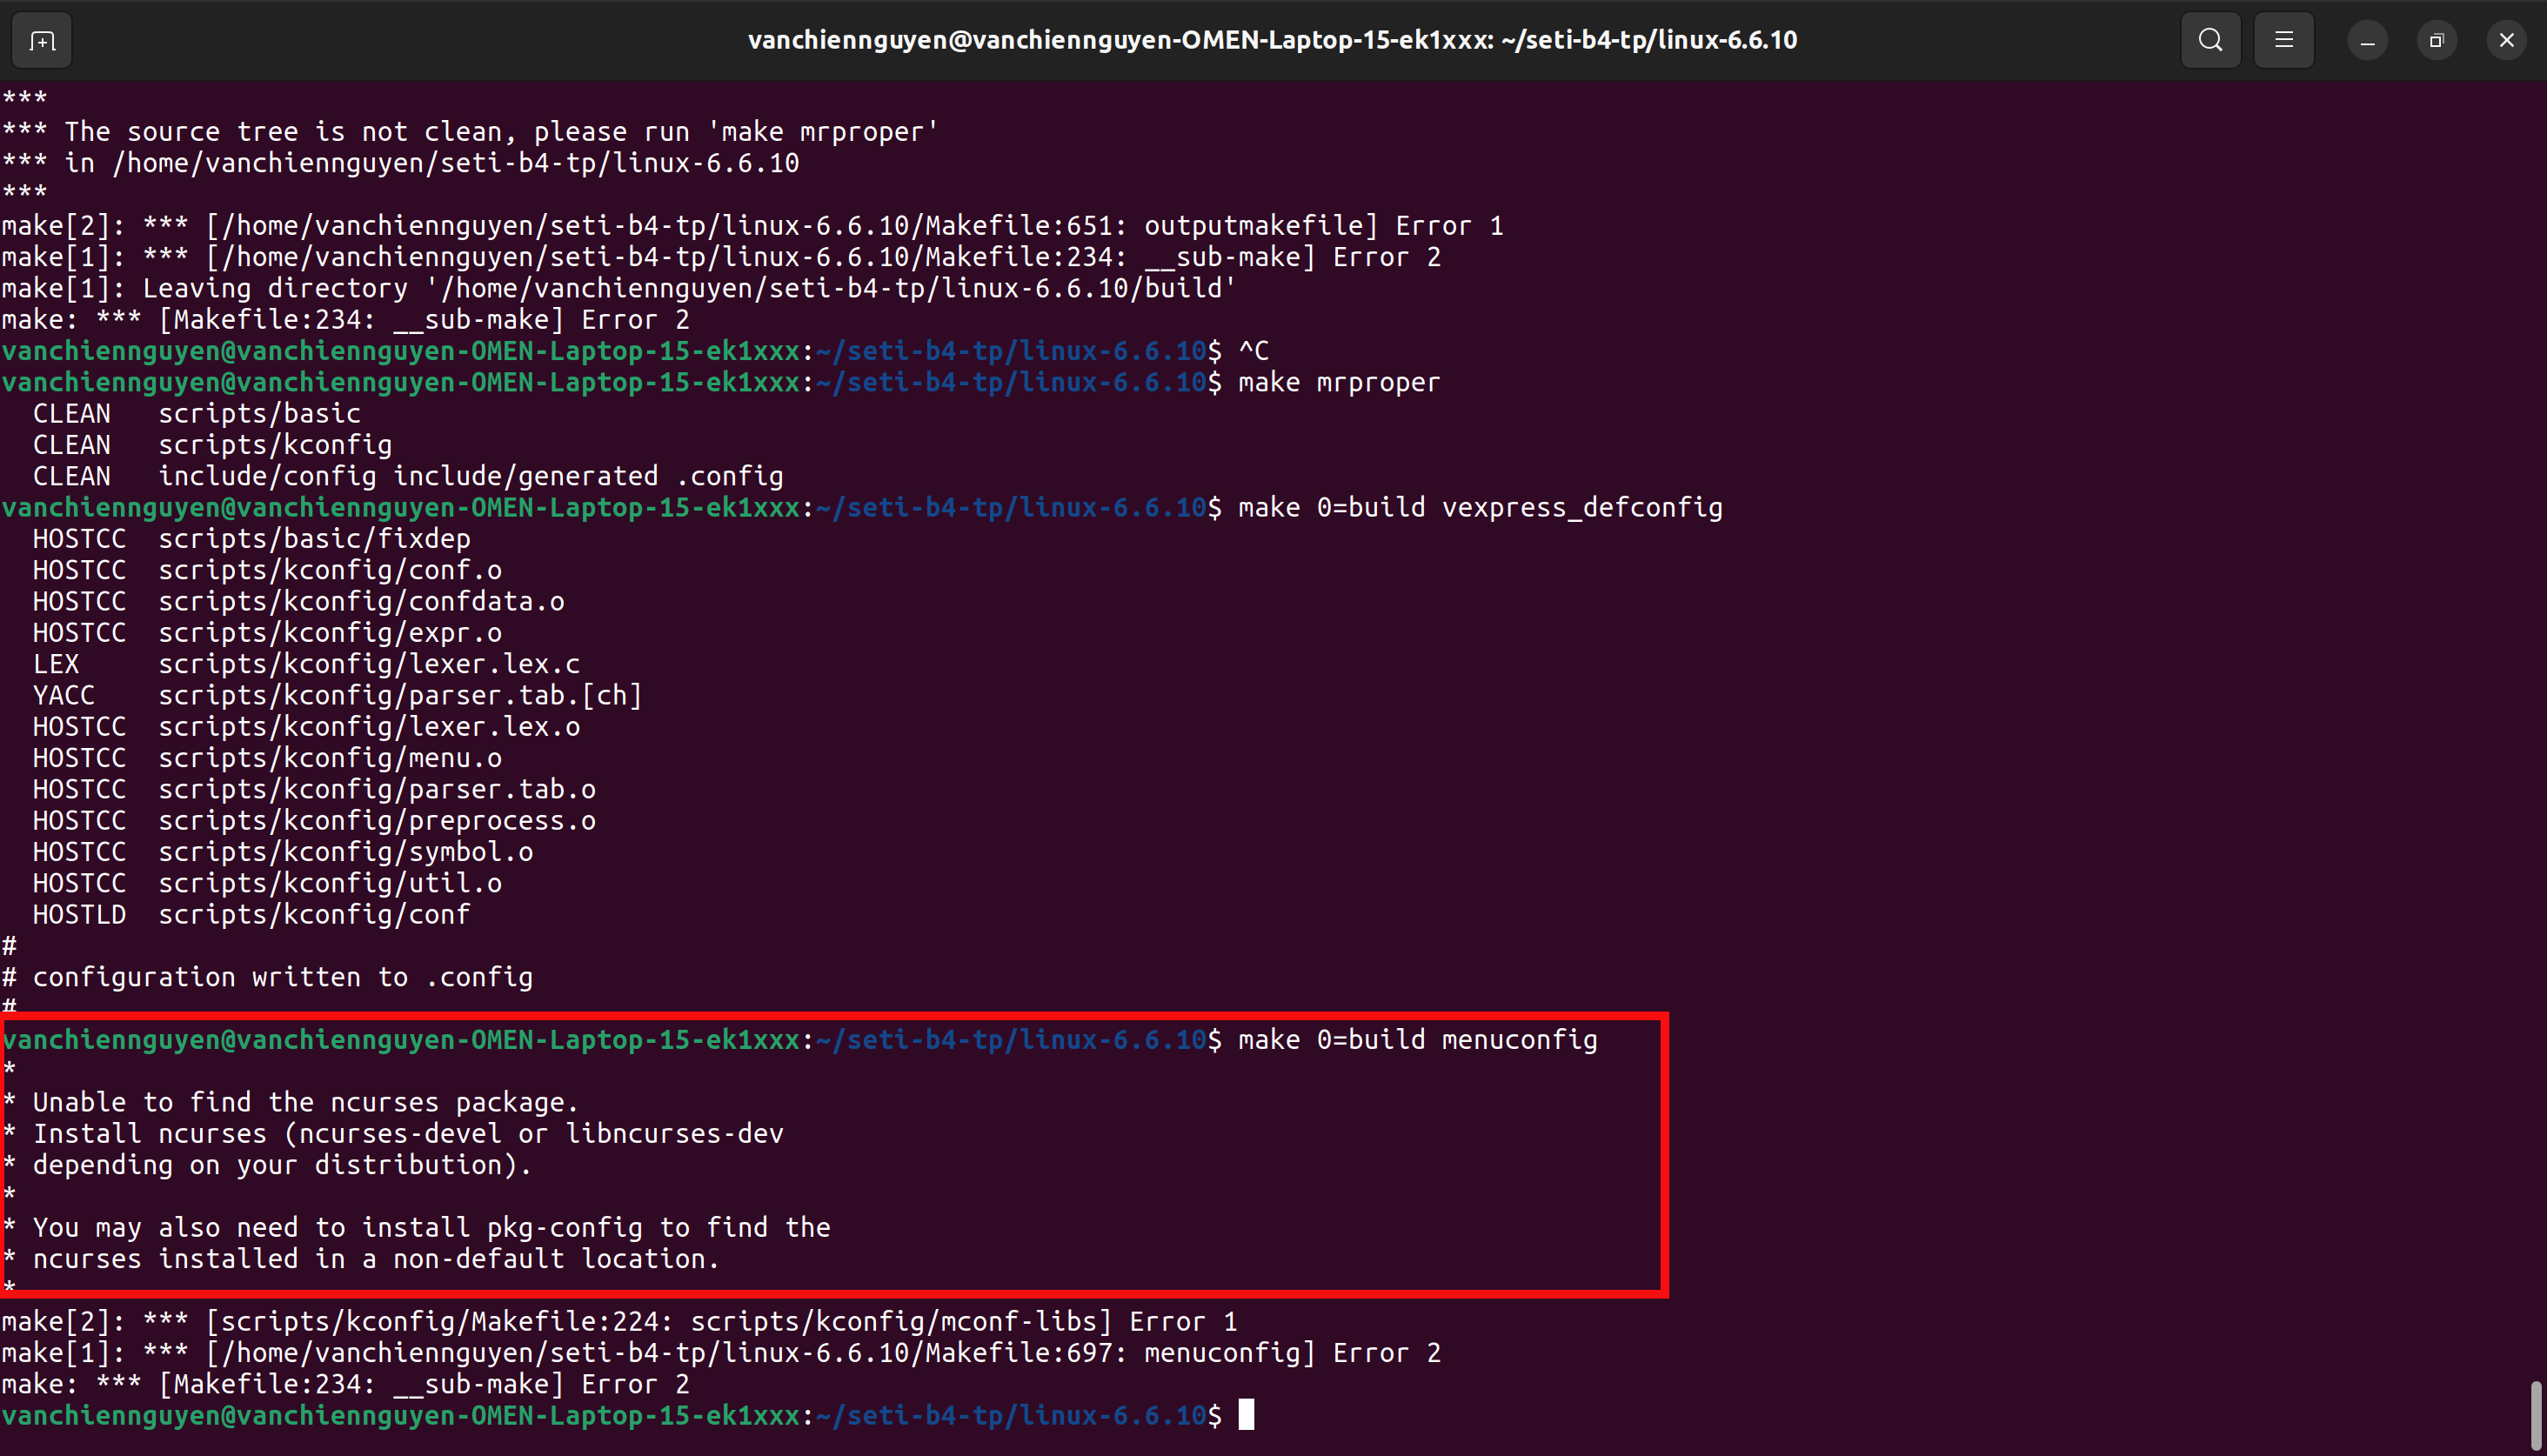 vanchiennguyen@vanchiennguyen-OMEN-Laptop-15-ek1xxx: ~/seti-b4-tp/linux-6.6.10
***
*** The source tree is not clean, please run 'make mrproper'
*** in /home/vanchiennguyen/seti-b4-tp/linux-6.6.10
***
make[2]: *** [/home/vanchiennguyen/seti-b4-tp/linux-6.6.10/Makefile:651: outputmakefile] Error 1
make[1]: *** [/home/vanchiennguyen/seti-b4-tp/linux-6.6.10/Makefile:234: __sub-make] Error 2
make[1]: Leaving directory '/home/vanchiennguyen/seti-b4-tp/linux-6.6.10/build'
make: *** [Makefile:234: __sub-make] Error 2
vanchiennguyen@vanchiennguyen-OMEN-Laptop-15-ek1xxx:~/seti-b4-tp/linux-6.6.10$ ^C
vanchiennguyen@vanchiennguyen-OMEN-Laptop-15-ek1xxx:~/seti-b4-tp/linux-6.6.10$ make mrproper
  CLEAN   scripts/basic
  CLEAN   scripts/kconfig
  CLEAN   include/config include/generated .config
vanchiennguyen@vanchiennguyen-OMEN-Laptop-15-ek1xxx:~/seti-b4-tp/linux-6.6.10$ make O=build vexpress_defconfig
  HOSTCC  scripts/basic/fixdep
  HOSTCC  scripts/kconfig/conf.o
  HOSTCC  scripts/kconfig/confdata.o
  HOSTCC  scripts/kconfig/expr.o
  LEX     scripts/kconfig/lexer.lex.c
  YACC    scripts/kconfig/parser.tab.[ch]
  HOSTCC  scripts/kconfig/lexer.lex.o
  HOSTCC  scripts/kconfig/menu.o
  HOSTCC  scripts/kconfig/parser.tab.o
  HOSTCC  scripts/kconfig/preprocess.o
  HOSTCC  scripts/kconfig/symbol.o
  HOSTCC  scripts/kconfig/util.o
  HOSTLD  scripts/kconfig/conf
#
# configuration written to .config
#
vanchiennguyen@vanchiennguyen-OMEN-Laptop-15-ek1xxx:~/seti-b4-tp/linux-6.6.10$ make O=build menuconfig
*
* Unable to find the ncurses package.
* Install ncurses (ncurses-devel or libncurses-dev
* depending on your distribution).
*
* You may also need to install pkg-config to find the
* ncurses installed in a non-default location.
*
make[2]: *** [scripts/kconfig/Makefile:224: scripts/kconfig/mconf-libs] Error 1
make[1]: *** [/home/vanchiennguyen/seti-b4-tp/linux-6.6.10/Makefile:697: menuconfig] Error 2
make: *** [Makefile:234: __sub-make] Error 2
vanchiennguyen@vanchiennguyen-OMEN-Laptop-15-ek1xxx:~/seti-b4-tp/linux-6.6.10$